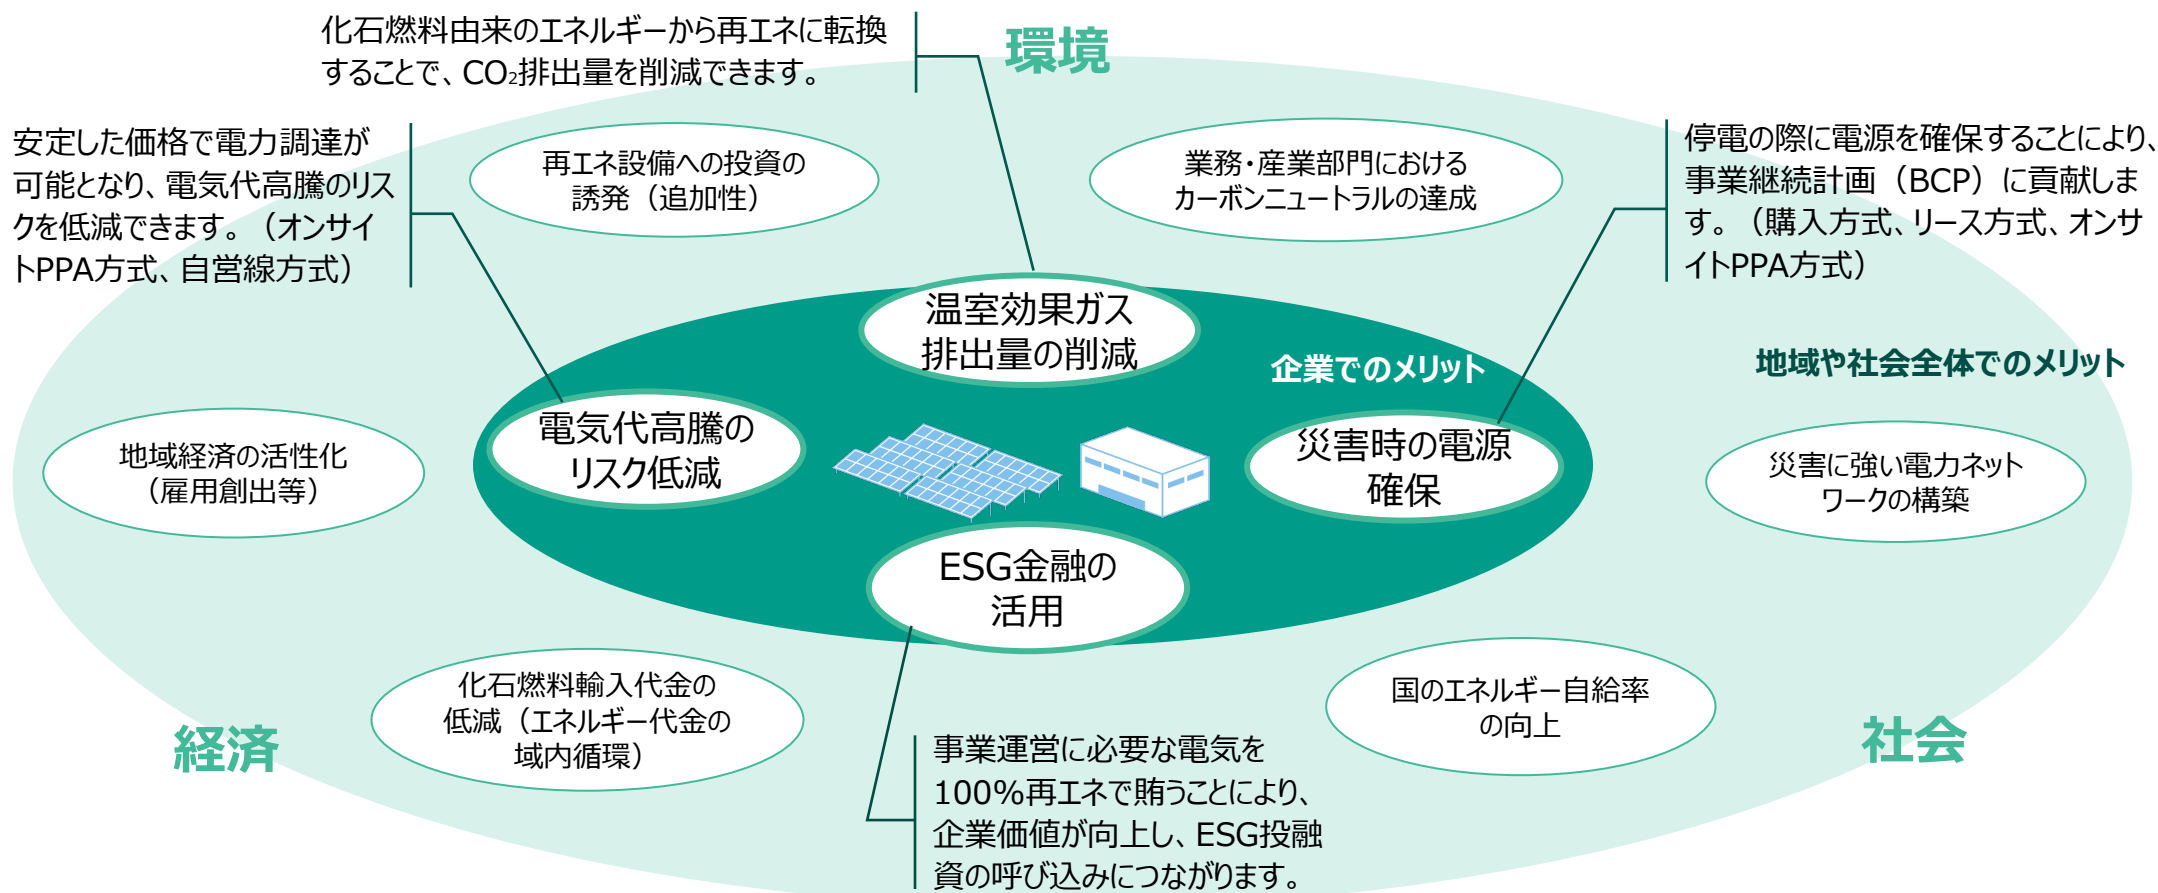 化石燃料由来のエネルギーから再エネに転換
することで、CO₂排出量を削減できます。
環境
安定した価格で電力調達が
可能となり、電気代高騰のリス
クを低減できます。（オンサイ
トPPA方式、自営線方式）
再エネ設備への投資の
誘発（追加性）
業務・産業部門における
カーボンニュートラルの達成
停電の際に電源を確保することにより、
事業継続計画（BCP）に貢献しま
す。（購入方式、リース方式、オンサ
イトPPA方式）
温室効果ガス
排出量の削減
企業でのメリット
地域や社会全体でのメリット
電気代高騰の
リスク低減
災害時の電源
確保
地域経済の活性化
（雇用創出等）
災害に強い電力ネット
ワークの構築
ESG金融の
活用
化石燃料輸入代金の
低減（エネルギー代金の
域内循環）
国のエネルギー自給率
の向上
経済
社会
事業運営に必要な電気を
100%再エネで賄うことにより、
企業価値が向上し、ESG投融
資の呼び込みにつながります。